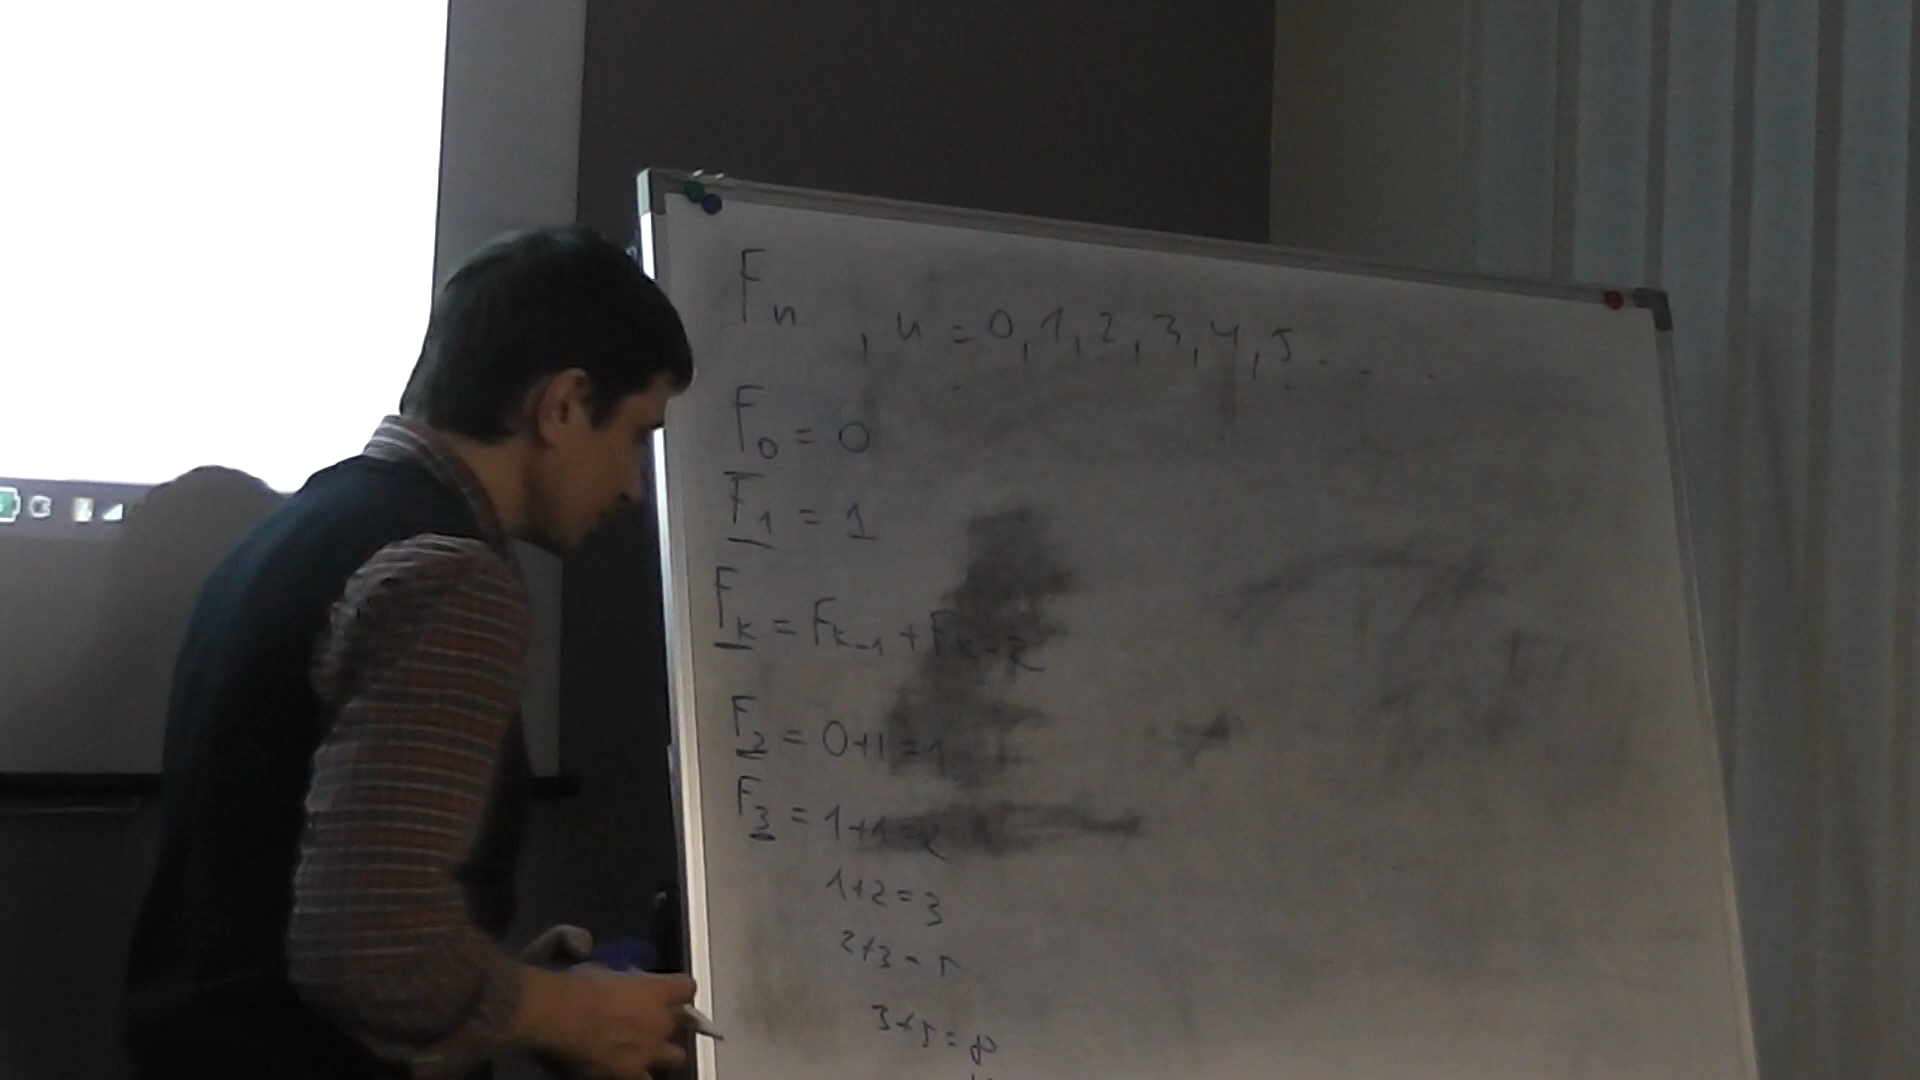 Fn , n = 0, 1, 2, 3, 4, 5 . . . .
F0 = 0
F1 = 1
Fk = Fk-1 + Fk-2
F2 = 0+1 = 1
F3 = 1+1 = 2
1+2 = 3
2+3 = 5
3+5 = 8